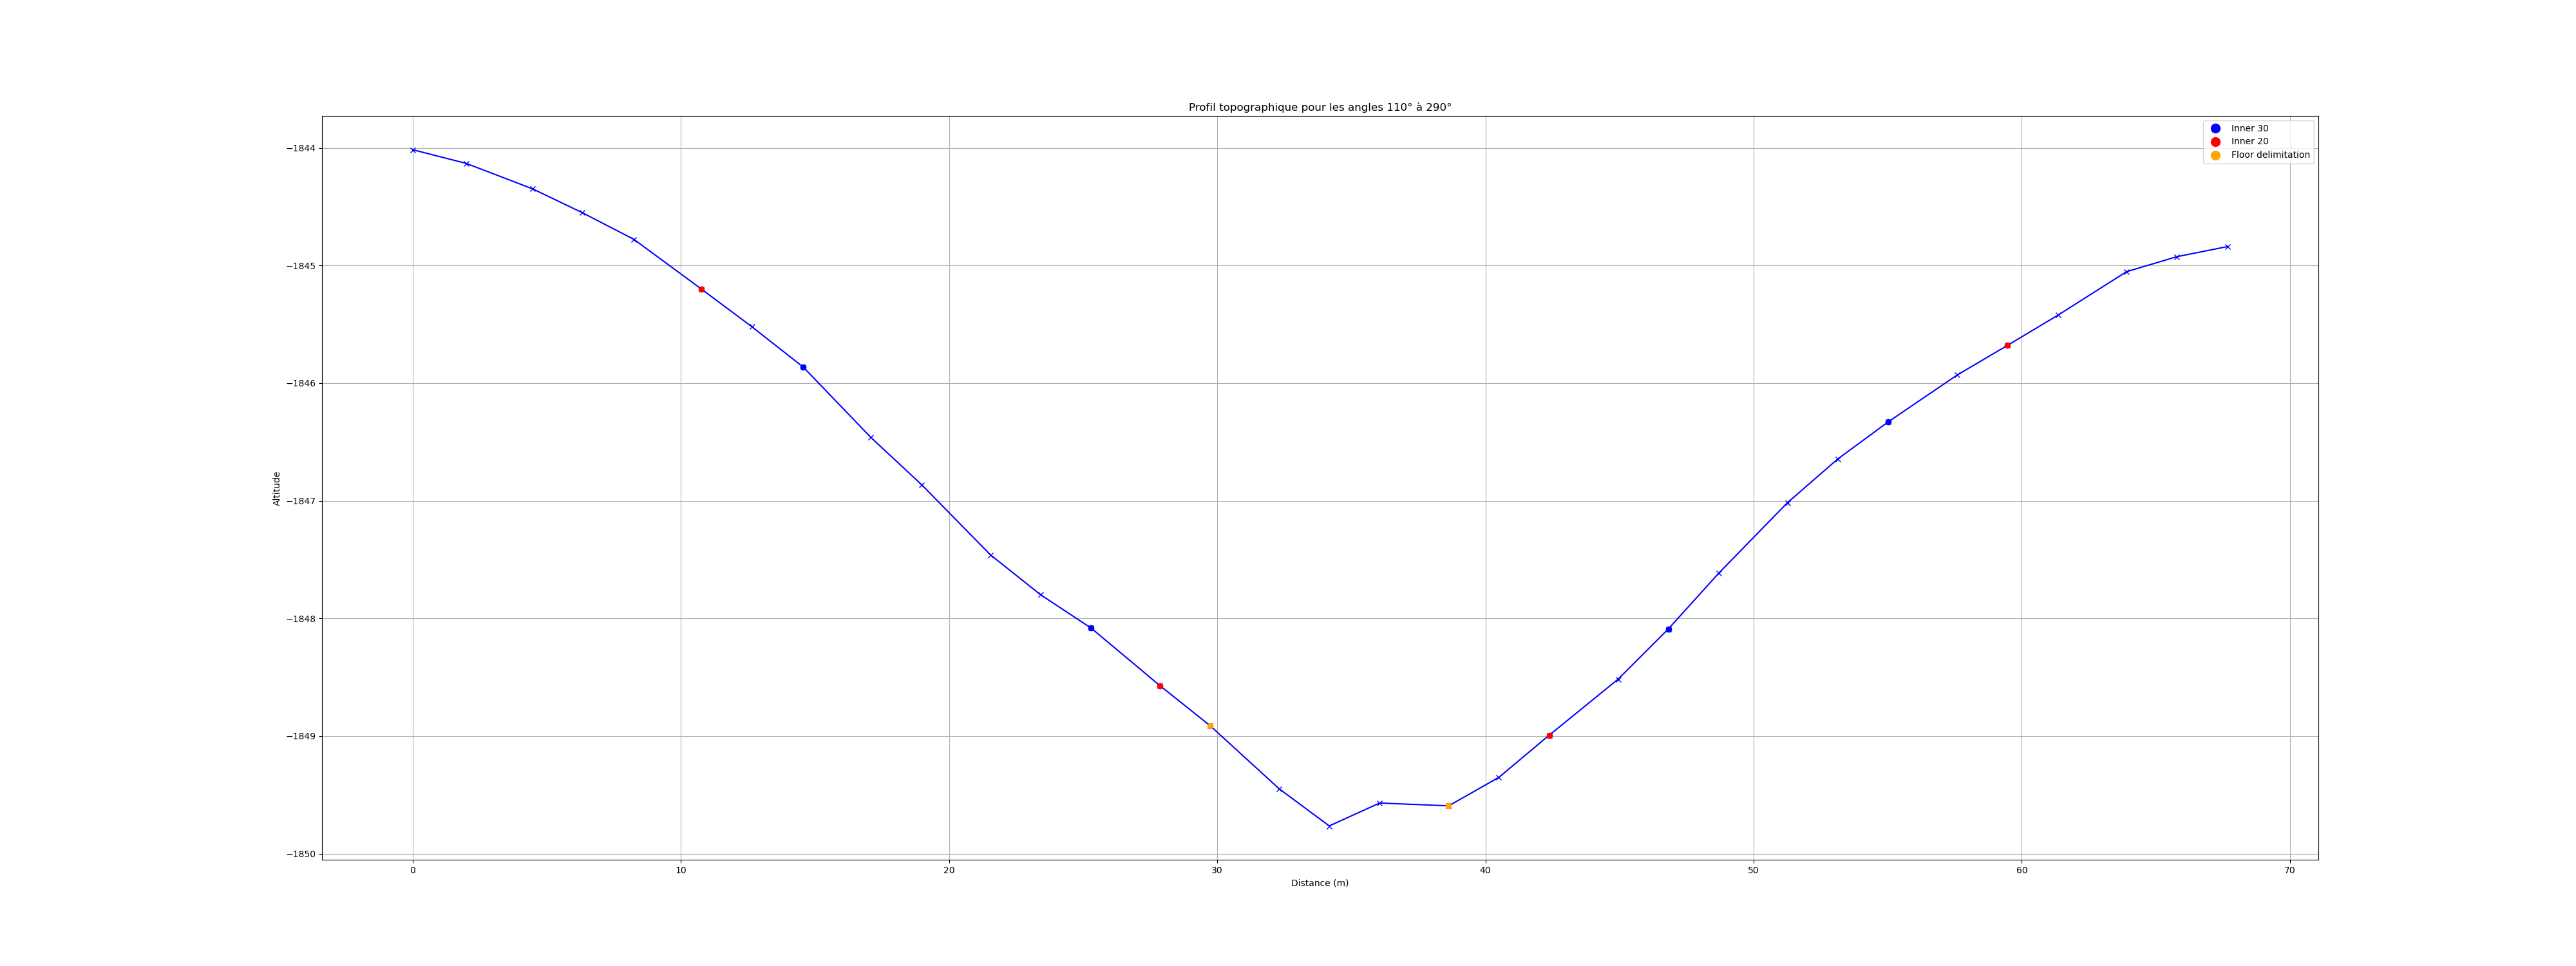 Profil topographique pour les angles 110° à 290°
Inner 30
Inner 20
Floor delimitation
Altitude
−1844
−1845
−1846
−1847
−1848
−1849
−1850
0 10 20 30 40 50 60 70
Distance (m)